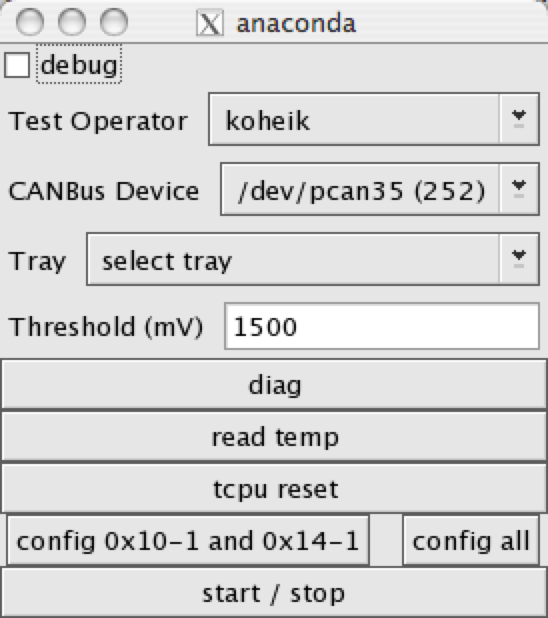 anaconda
debug
Test Operator koheik
CANBus Device /dev/pcan35 (252)
Tray select tray
Threshold (mV) 1500
diag
read temp
tcpu reset
config 0x10-1 and 0x14-1 config all
start / stop